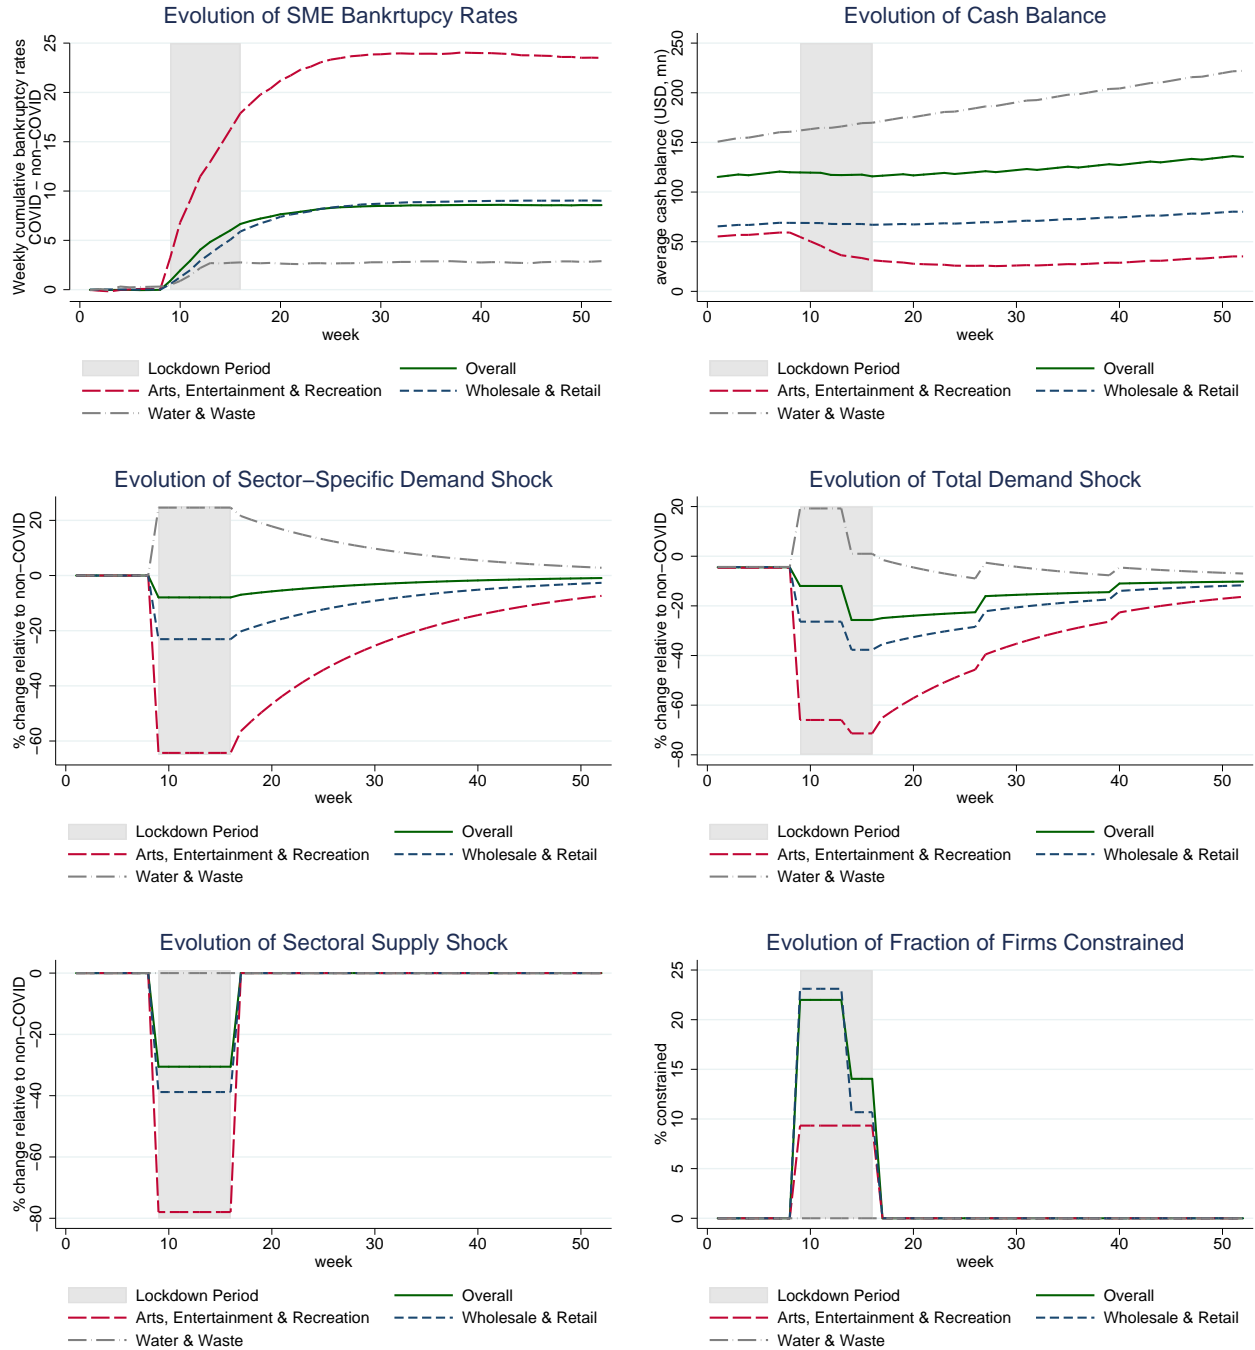 Evolution of SME Bankrtupcy Rates
Weekly cumulative bankruptcy rates
COVID − non−COVID
25
20
15
10
5
0
0 10 20 30 40 50
week
Lockdown Period Overall
Arts, Entertainment & Recreation Wholesale & Retail
Water & Waste
Evolution of Cash Balance
average cash balance (USD, mn)
250
200
150
100
50
0
0 10 20 30 40 50
week
Lockdown Period Overall
Arts, Entertainment & Recreation Wholesale & Retail
Water & Waste
Evolution of Sector−Specific Demand Shock
% change relative to non−COVID
20
0
−20
−40
−60
0 10 20 30 40 50
week
Lockdown Period Overall
Arts, Entertainment & Recreation Wholesale & Retail
Water & Waste
Evolution of Total Demand Shock
% change relative to non−COVID
20
0
−20
−40
−60
−80
0 10 20 30 40 50
week
Lockdown Period Overall
Arts, Entertainment & Recreation Wholesale & Retail
Water & Waste
Evolution of Sectoral Supply Shock
% change relative to non−COVID
0
−20
−40
−60
−80
0 10 20 30 40 50
week
Lockdown Period Overall
Arts, Entertainment & Recreation Wholesale & Retail
Water & Waste
Evolution of Fraction of Firms Constrained
% constrained
25
20
15
10
5
0
0 10 20 30 40 50
week
Lockdown Period Overall
Arts, Entertainment & Recreation Wholesale & Retail
Water & Waste